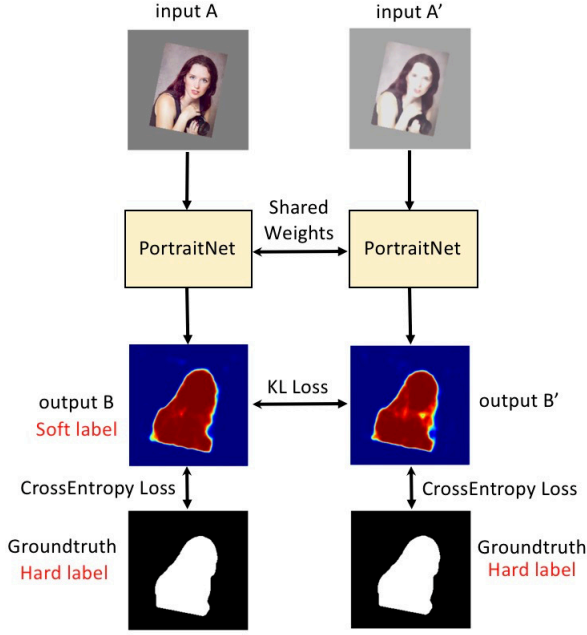 input A
input A’
Shared
Weights
PortraitNet
PortraitNet
KL Loss
output B
Soft label
output B’
CrossEntropy Loss
CrossEntropy Loss
Groundtruth
Hard label
Groundtruth
Hard label